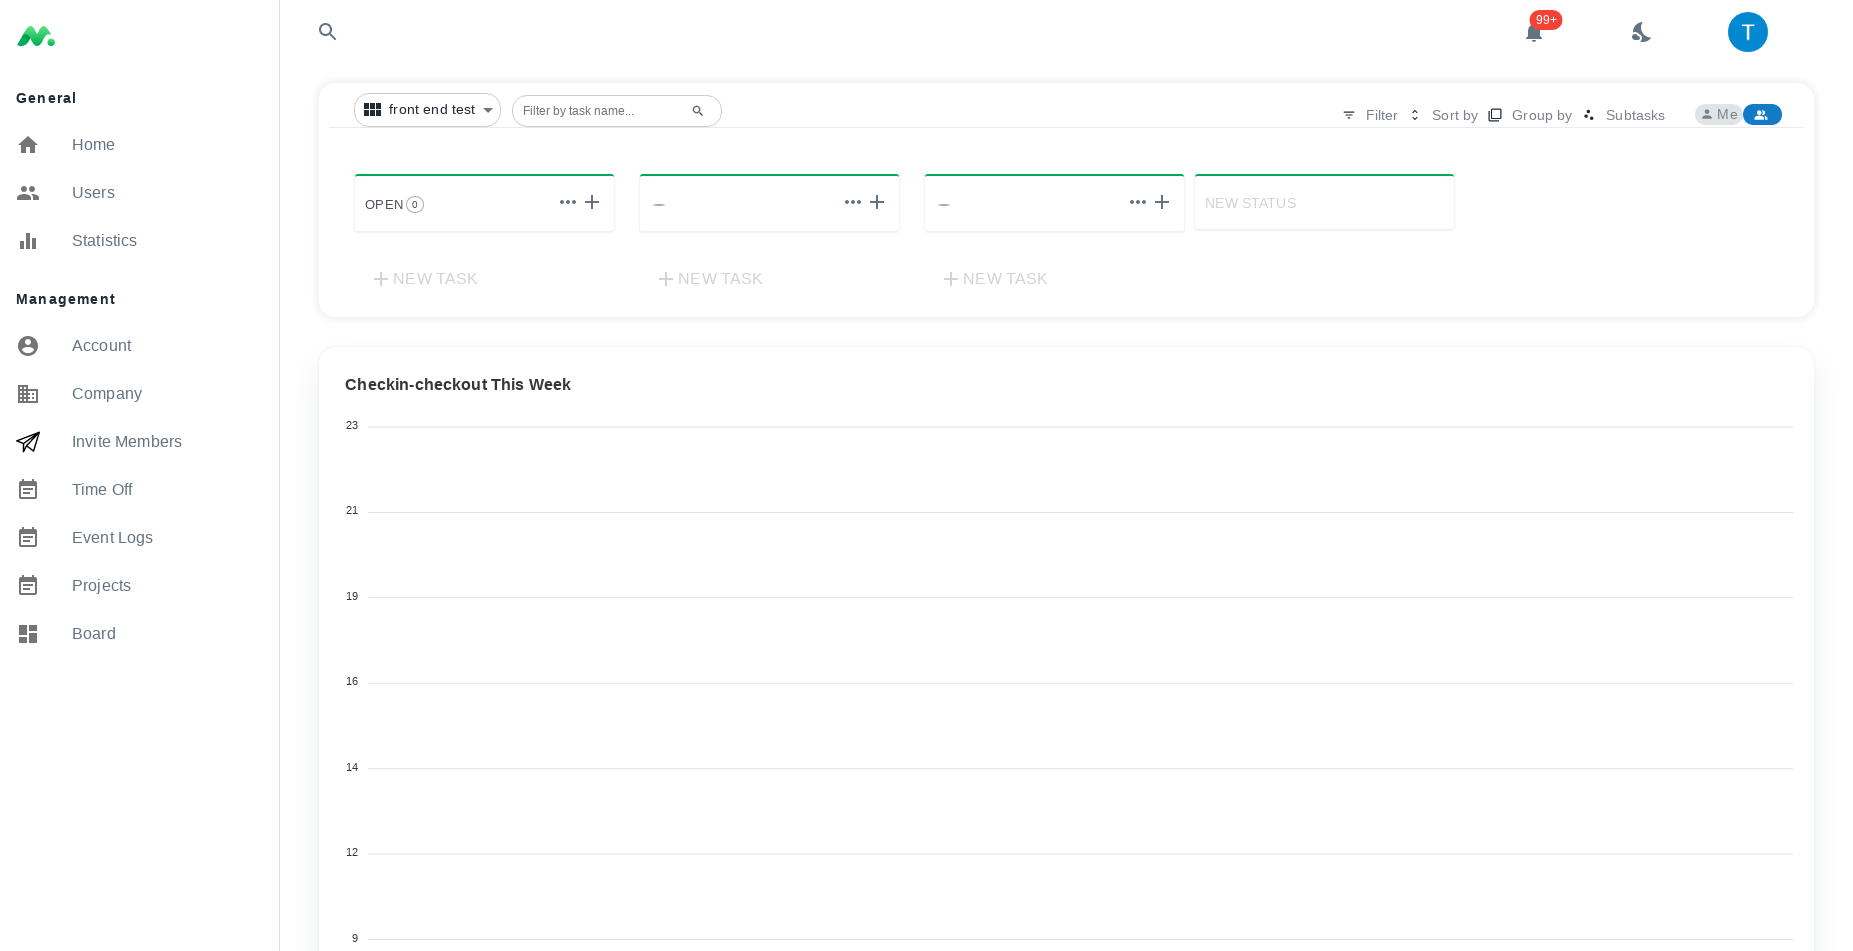 99+
T
General
Home
Users
Statistics
Management
Account
Company
Invite Members
Time Off
Event Logs
Projects
Board
front end test
Filter by task name...
Filter
Sort by
Group by
Subtasks
Me
OPEN 0
NEW STATUS
NEW TASK
NEW TASK
NEW TASK
Checkin-checkout This Week
23
21
19
16
14
12
9